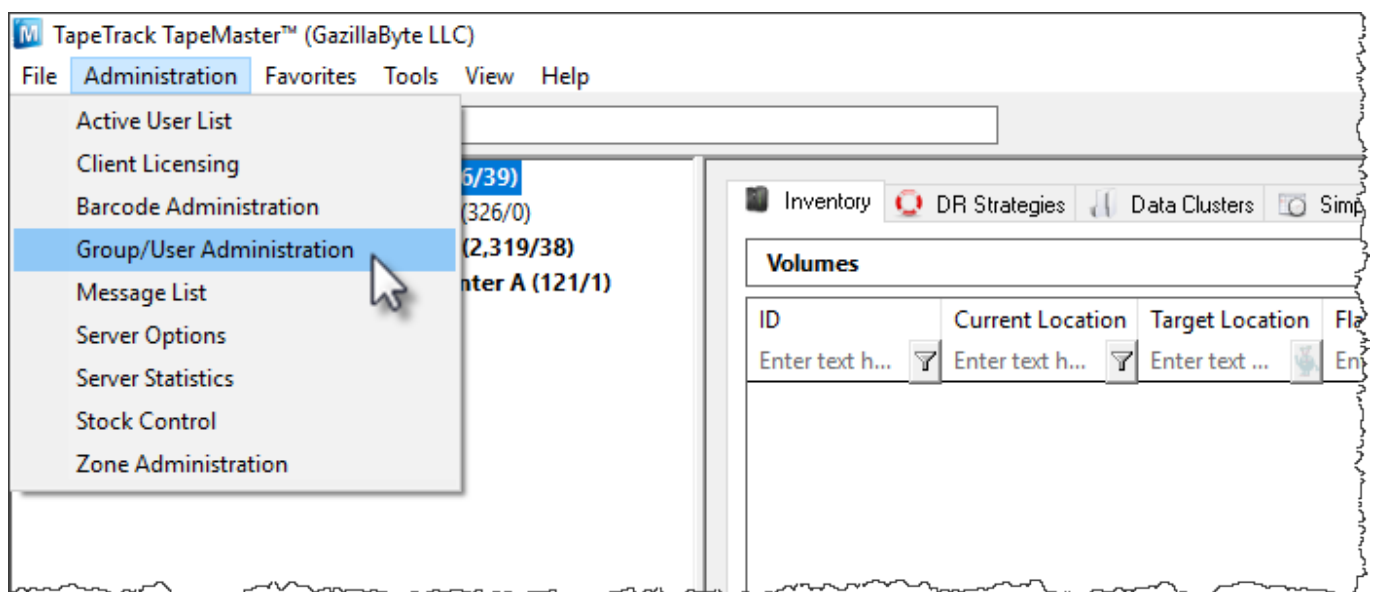 TapeTrack TapeMaster™ (GazillaByte LLC)
File Administration Favorites Tools View Help
Active User List
Client Licensing
Barcode Administration
Group/User Administration
Message List
Server Options
Server Statistics
Stock Control
Zone Administration
6/39)
(326/0)
(2,319/38)
nter A (121/1)
Inventory DR Strategies Data Clusters Simp
Volumes
ID Current Location Target Location Fla
Enter text h... Enter text h... Enter text ... En